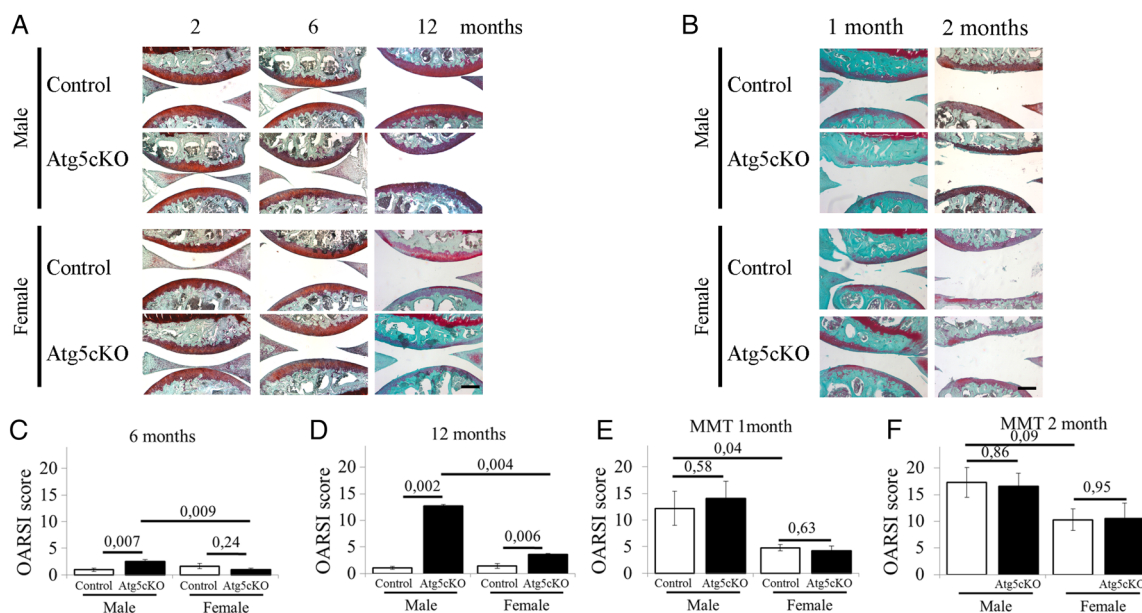 A
2 6 12 months
Male
Control
Atg5cKO
Female
Control
Atg5cKO
B
1 month 2 months
Male
Control
Atg5cKO
Female
Control
Atg5cKO
C
6 months
OARSI score
20
15
10
5
0
0,009
0,007
0,24
Control Atg5cKO Control Atg5cKO
Male Female
D
12 months
OARSI score
20
15
10
5
0
0,004
0,002
0,006
Control Atg5cKO Control Atg5cKO
Male Female
E
MMT 1month
OARSI score
20
15
10
5
0
0,04
0,58
0,63
Control Atg5cKO Control Atg5cKO
Male Female
F
MMT 2 month
OARSI score
20
15
10
5
0
0,09
0,86
0,95
Atg5cKO Atg5cKO
Male Female